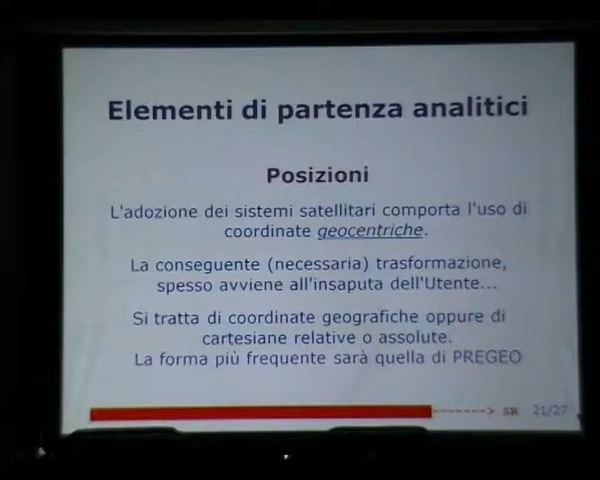 Elementi di partenza analitici
Posizioni
L'adozione dei sistemi satellitari comporta l'uso di
coordinate geocentriche.
La conseguente (necessaria) trasformazione,
spesso avviene all'insaputa dell'Utente...
Si tratta di coordinate geografiche oppure di
cartesiane relative o assolute.
La forma più frequente sarà quella di PREGEO
-------> SR 21/27